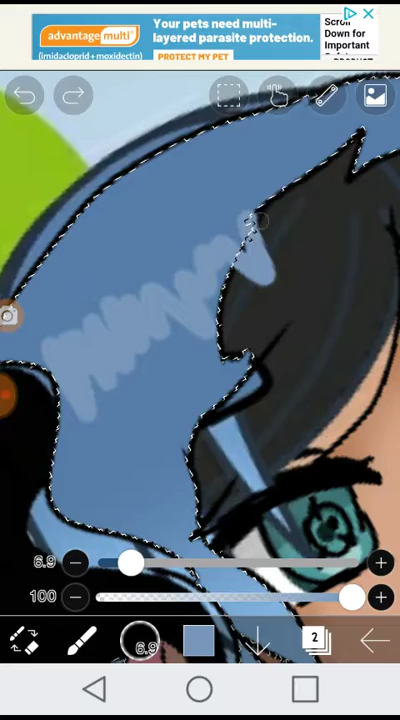 advantage multi
(imidacloprid+moxidectin)
Your pets need multi-
layered parasite protection.
PROTECT MY PET
Scroll
Down for
Important
6.9
100
6.9
2